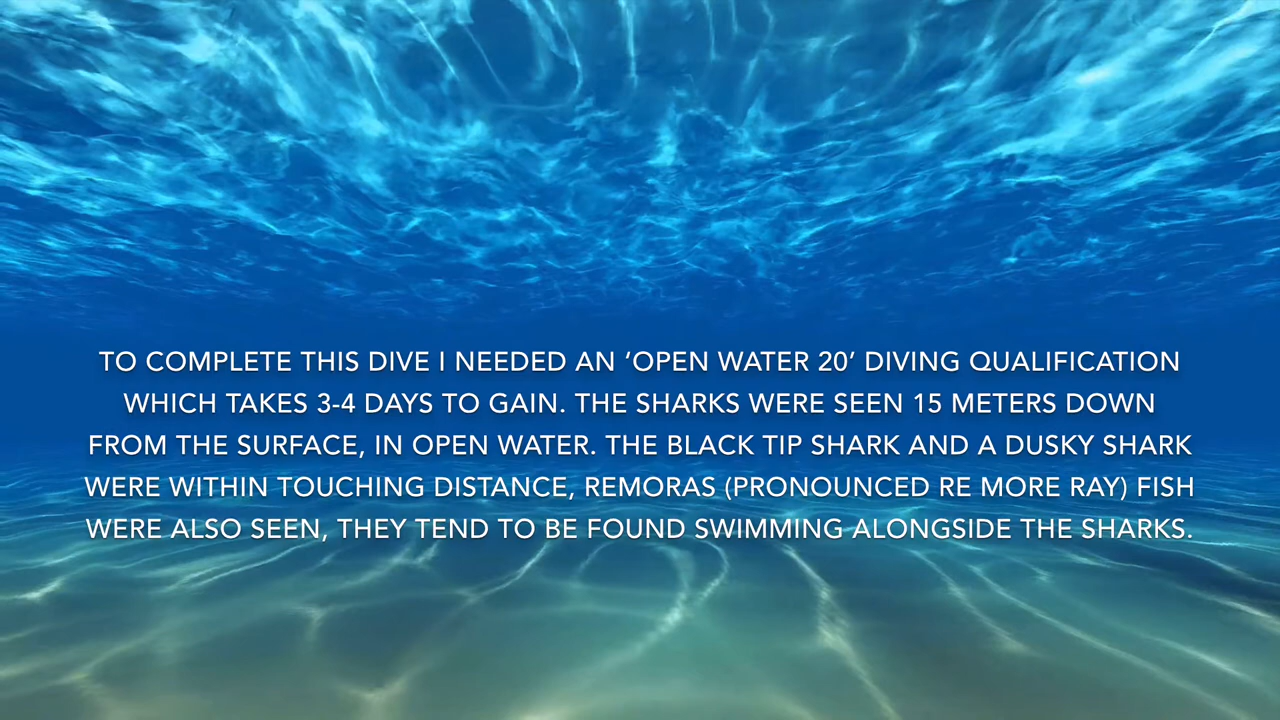 TO COMPLETE THIS DIVE I NEEDED AN ‘OPEN WATER 20’ DIVING QUALIFICATION
WHICH TAKES 3-4 DAYS TO GAIN. THE SHARKS WERE SEEN 15 METERS DOWN
FROM THE SURFACE, IN OPEN WATER. THE BLACK TIP SHARK AND A DUSKY SHARK
WERE WITHIN TOUCHING DISTANCE, REMORAS (PRONOUNCED RE MORE RAY) FISH
WERE ALSO SEEN, THEY TEND TO BE FOUND SWIMMING ALONGSIDE THE SHARKS.